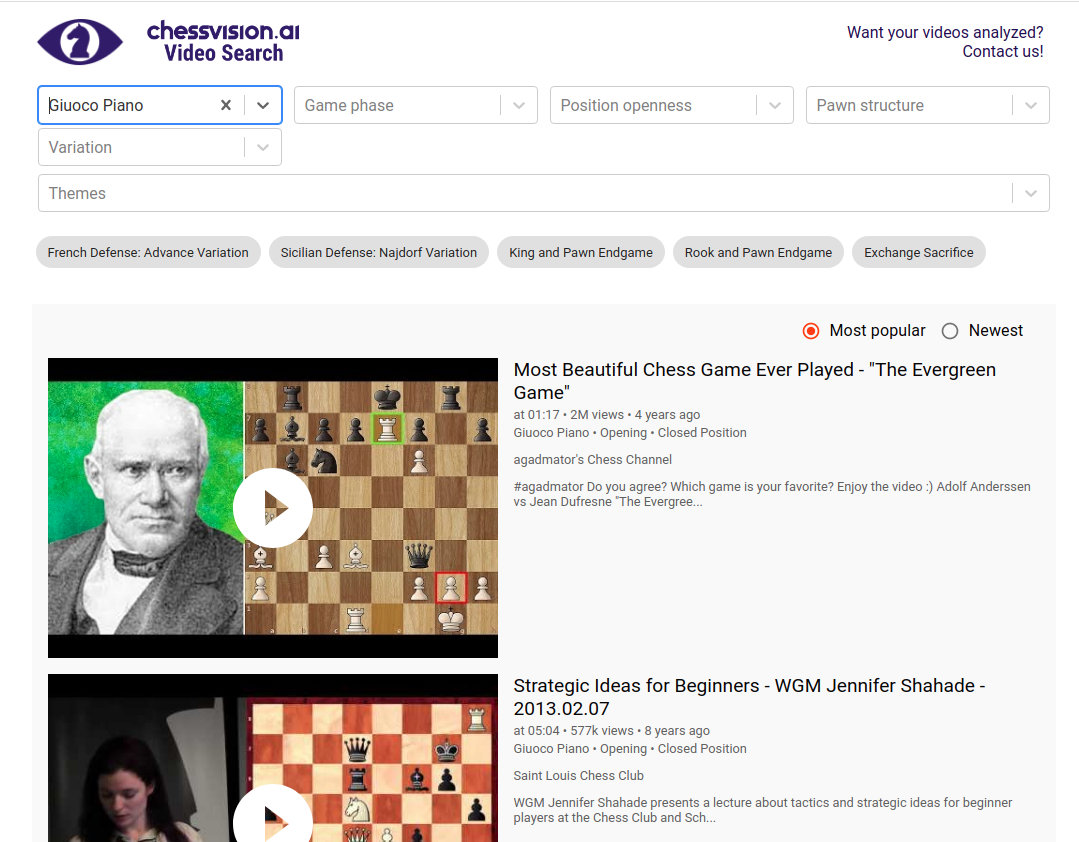 chessvision.ai
Video Search
Want your videos analyzed?
Contact us!
Giuoco Piano
Game phase
Position openness
Pawn structure
Variation
Themes
French Defense: Advance Variation
Sicilian Defense: Najdorf Variation
King and Pawn Endgame
Rook and Pawn Endgame
Exchange Sacrifice
Most popular
Newest
Most Beautiful Chess Game Ever Played - "The Evergreen
Game"
at 01:17 • 2M views • 4 years ago
Giuoco Piano • Opening • Closed Position
agadmator's Chess Channel
#agadmator Do you agree? Which game is your favorite? Enjoy the video :) Adolf Anderssen
vs Jean Dufresne "The Evergree...
Strategic Ideas for Beginners - WGM Jennifer Shahade -
2013.02.07
at 05:04 • 577k views • 8 years ago
Giuoco Piano • Opening • Closed Position
Saint Louis Chess Club
WGM Jennifer Shahade presents a lecture about tactics and strategic ideas for beginner
players at the Chess Club and Sch...